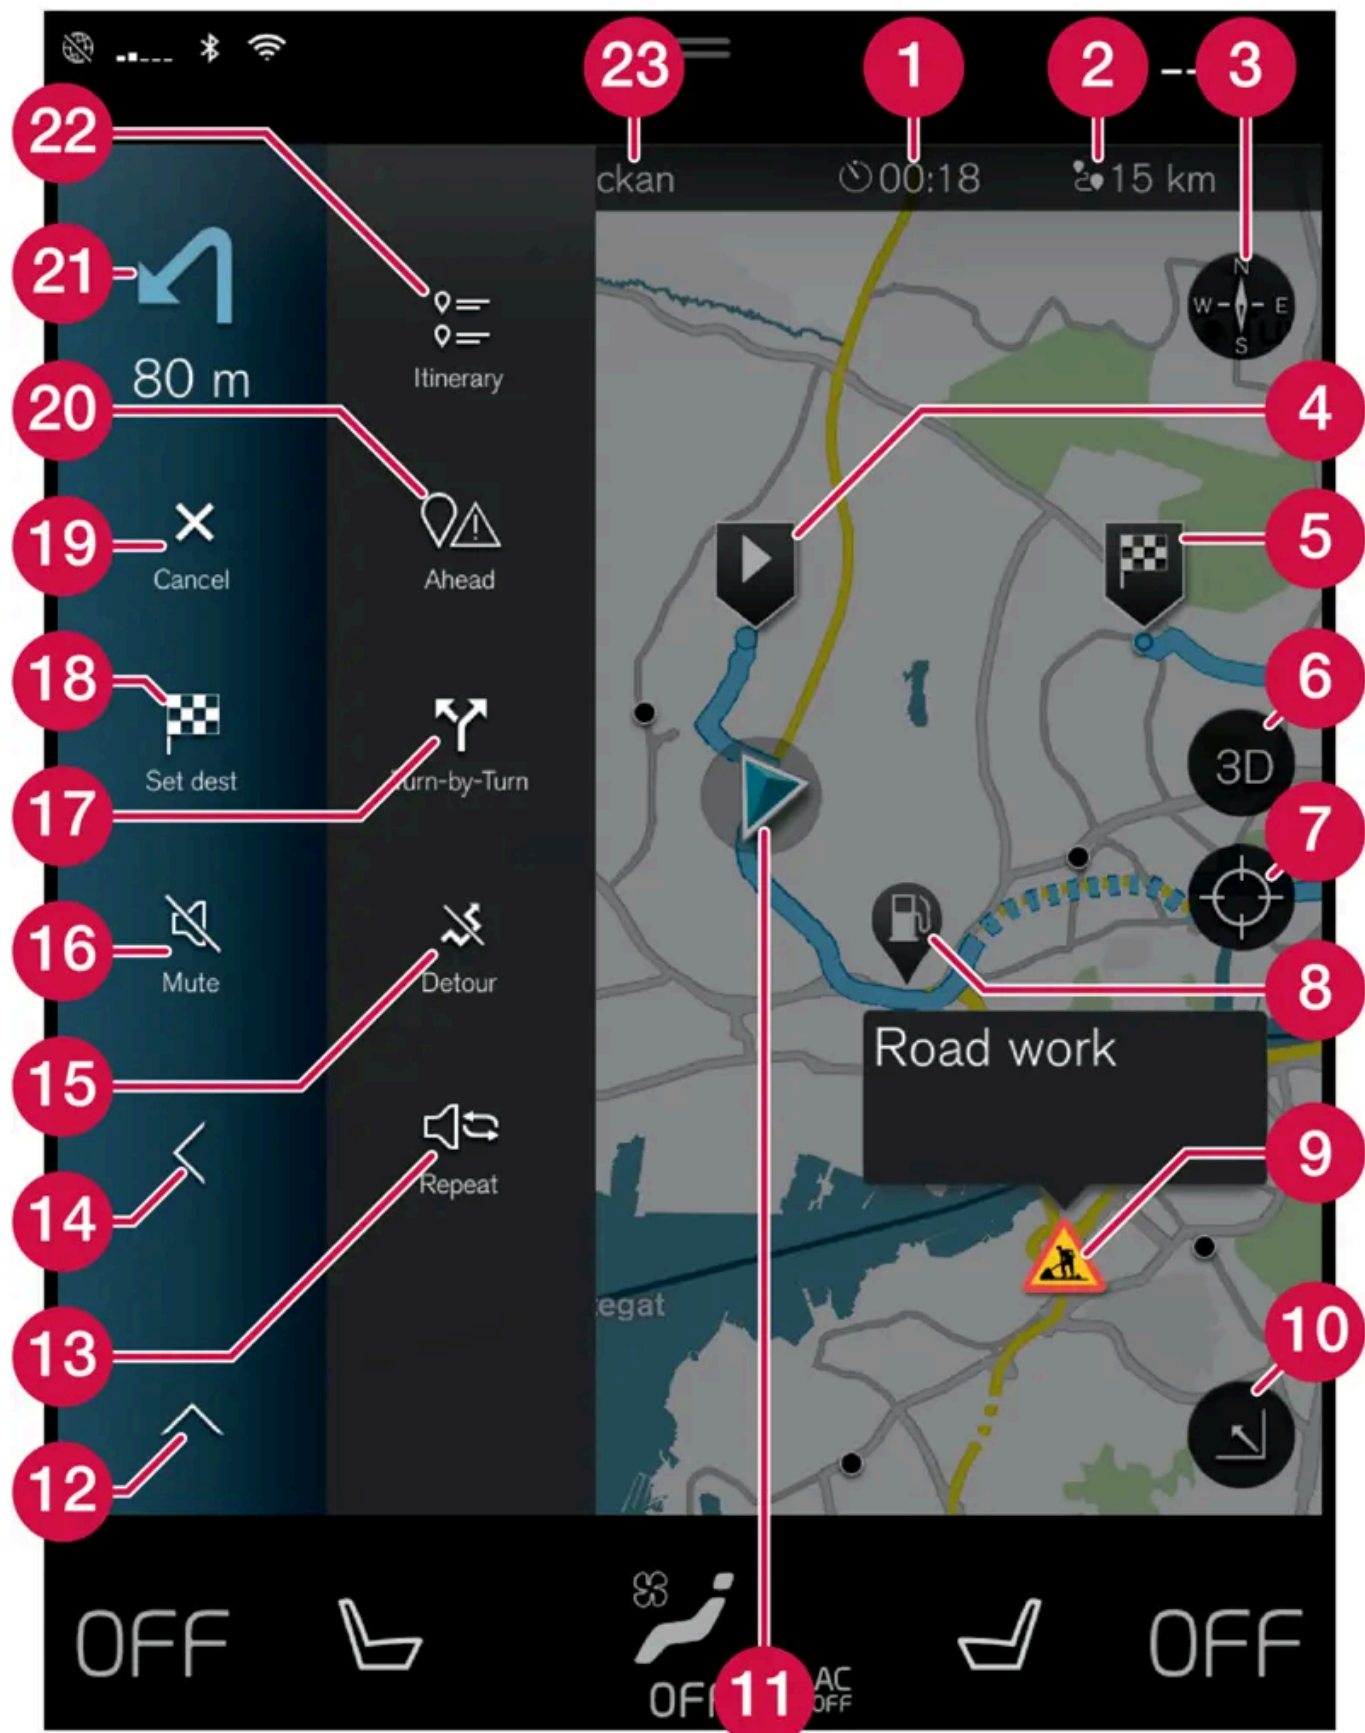 23
1
2
3
22
ckan
00:18
15 km
21
N
W
E
S
80 m
Itinerary
20
4
19
Cancel
Ahead
5
18
6
Set dest
Turn-by-Turn
3D
17
7
16
Mute
Detour
8
Road work
15
Repeat
9
14
egat
10
13
12
OFF
OFF
11
AC
OFF
OFF